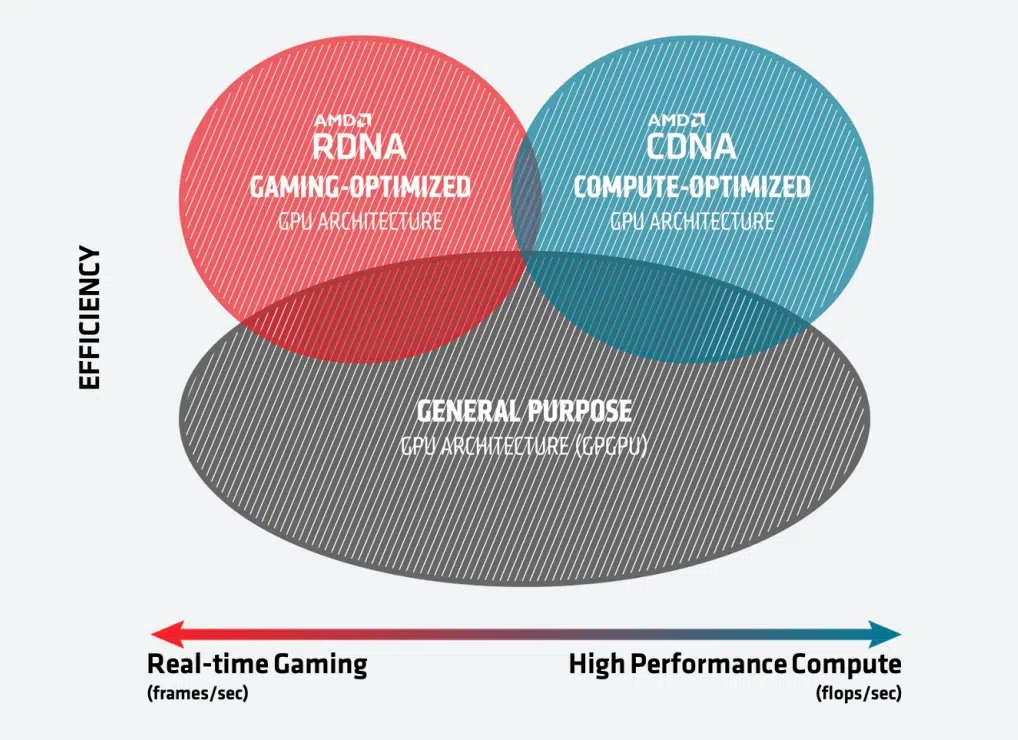 AMD
RDNA
GAMING-OPTIMIZED
GPU ARCHITECTURE
AMD
CDNA
COMPUTE-OPTIMIZED
GPU ARCHITECTURE
EFFICIENCY
GENERAL PURPOSE
GPU ARCHITECTURE (GPGPU)
Real-time Gaming
(frames/sec)
High Performance Compute
(flops/sec)